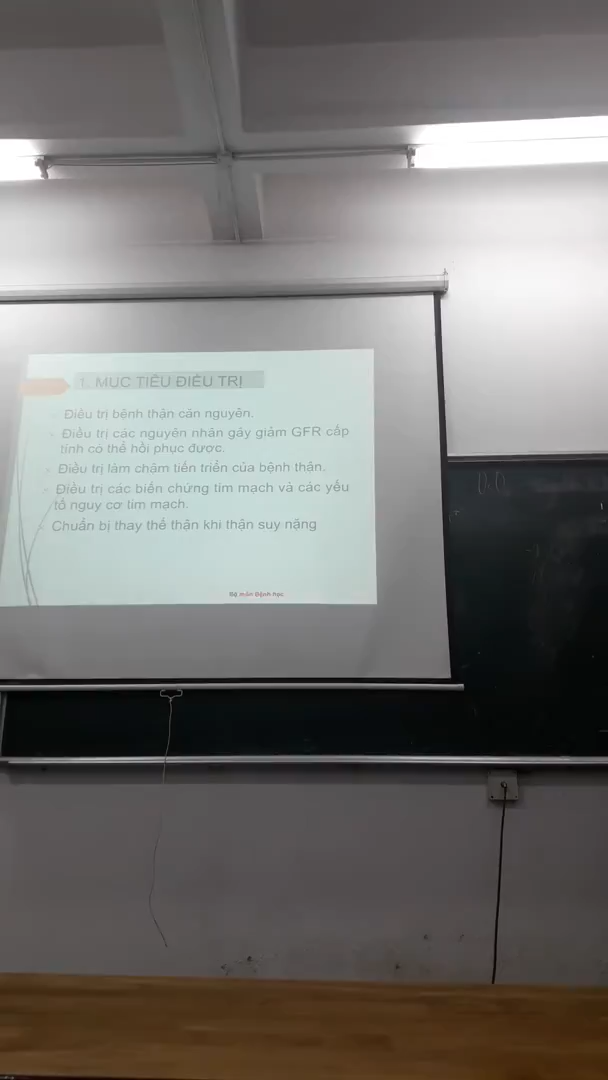 1. MỤC TIÊU ĐIỀU TRỊ
Điều trị bệnh thận căn nguyên.
Điều trị các nguyên nhân gây giảm GFR cấp
tính có thể hồi phục được.
Điều trị làm chậm tiến triển của bệnh thận.
Điều trị các biến chứng tim mạch và các yếu
tố nguy cơ tim mạch.
Chuẩn bị thay thế thận khi thận suy nặng
Bộ môn Bệnh học